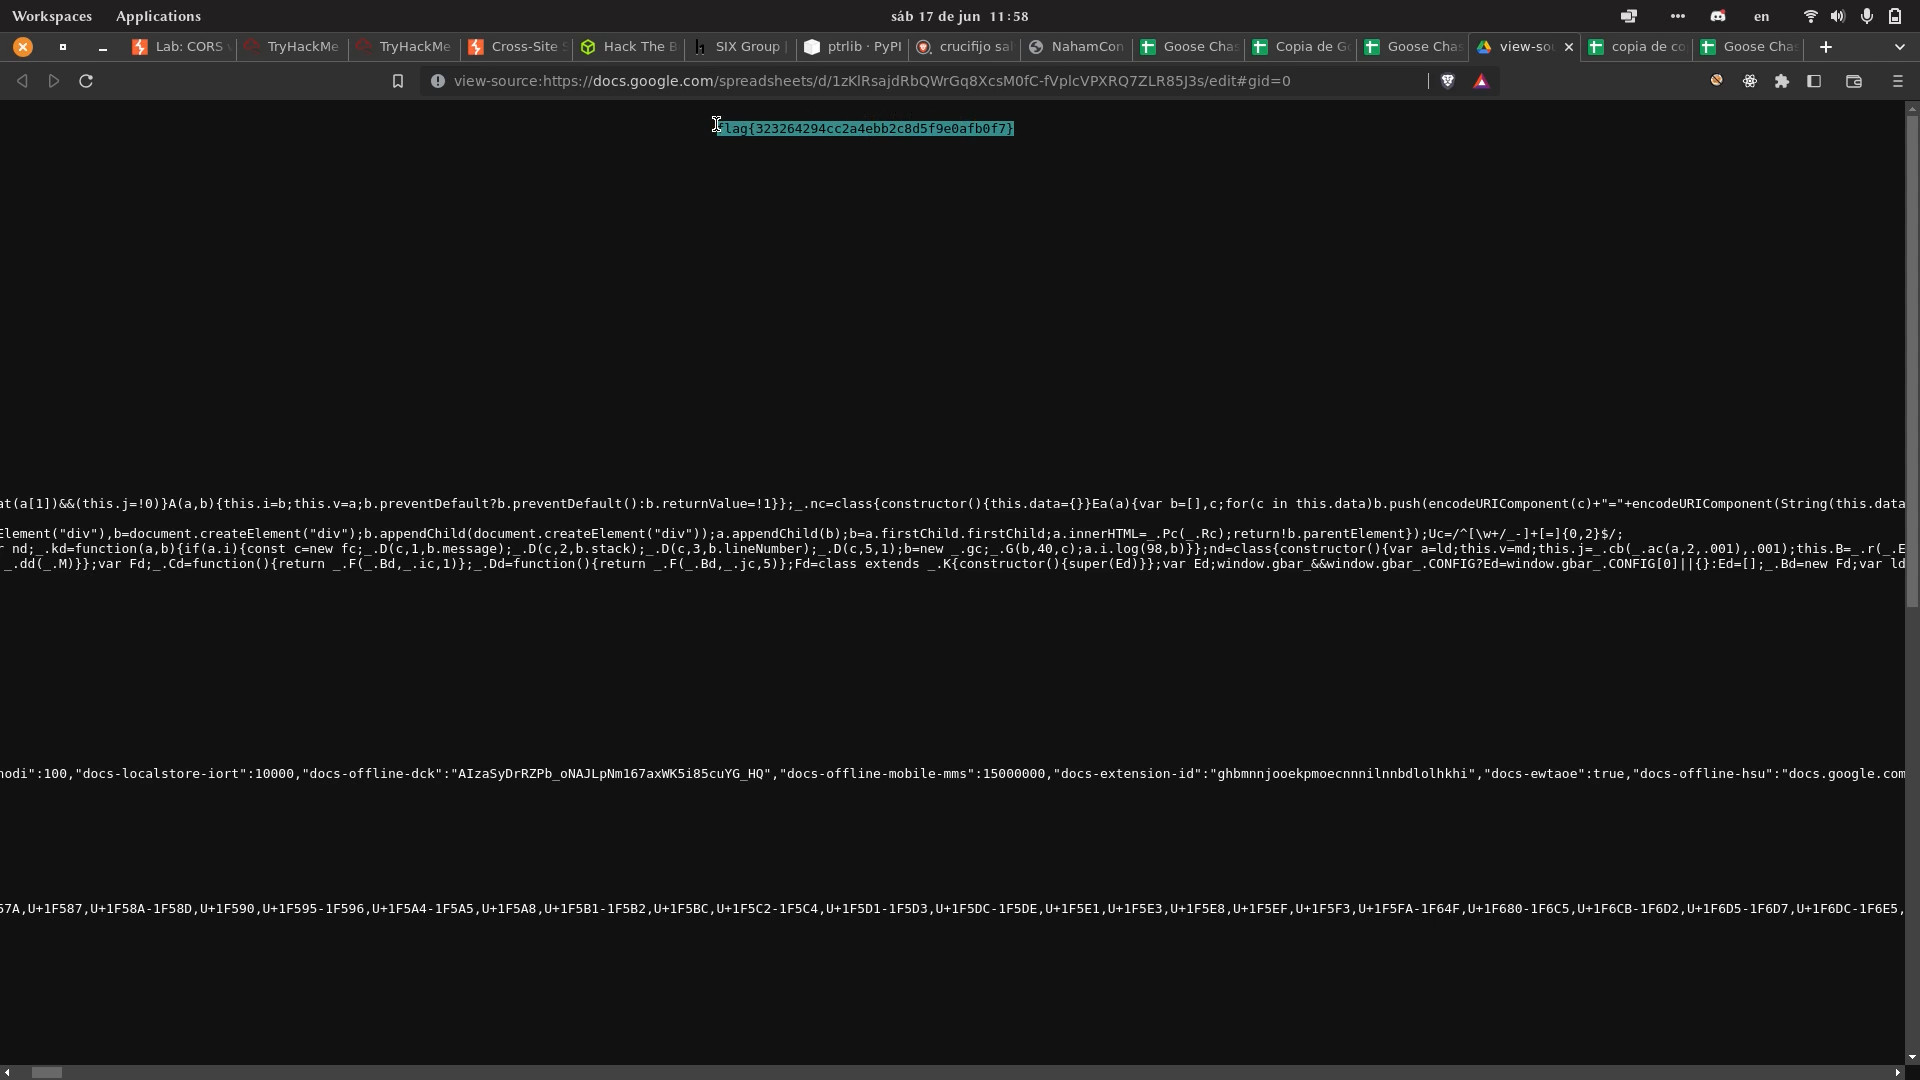 Workspaces Applications sáb 17 de jun 11:58 en
Lab: CORS TryHackMe TryHackMe Cross-Site Hack The B SIX Group ptrlib · PyPI crucifijo sa NahamCon Goose Chas Copia de G Goose Chas view-sou copia de co Goose Chas
view-source:https://docs.google.com/spreadsheets/d/1zKlRsajdRbQWrGq8XcsM0fC-fVplcVPXRQ7ZLR85J3s/edit#gid=0
flag{323264294cc2a4ebb2c8d5f9e0afb0f7}
at(a[1])&&(this.j=!0)}A(a,b){this.i=b;this.v=a;b.preventDefault?b.preventDefault():b.returnValue=!1}};_.nc=class{constructor(){this.data={}}Ea(a){var b=[],c;for(c in this.data)b.push(encodeURIComponent(c)+"="+encodeURIComponent(String(this.data
Element("div"),b=document.createElement("div");b.appendChild(document.createElement("div"));a.appendChild(b);b=a.firstChild.firstChild;a.innerHTML=_.Pc(_.Rc);return!b.parentElement});Uc=/^[\w+/_-]+[=]{0,2}$/;
r nd;_.kd=function(a,b){if(a.i){const c=new fc;_.D(c,1,b.message);_.D(c,2,b.stack);_.D(c,3,b.lineNumber);_.D(c,5,1);b=new _.gc;_.G(b,40,c);a.i.log(98,b)}};nd=class{constructor(){var a=ld;this.v=md;this.j=_.cb(_.ac(a,2,.001),.001);this.B=_.r(_.E
_.dd(_.M)}};var Fd;_.Cd=function(){return _.F(_.Bd,_.ic,1)};_.Dd=function(){return _.F(_.Bd,_.jc,5)};Fd=class extends _.K{constructor(){super(Ed)}};var Ed;window.gbar_&&window.gbar_.CONFIG?Ed=window.gbar_.CONFIG[0]||{}:Ed=[];_.Bd=new Fd;var ld
modi":100,"docs-localstore-iort":10000,"docs-offline-dck":"AIzaSyDrRZPb_oNAJLpNm167axWK5i85cuYG_HQ","docs-offline-mobile-mms":15000000,"docs-extension-id":"ghbmnnjooekpmoecnnnilnnbdlolhkhi","docs-ewtaoe":true,"docs-offline-hsu":"docs.google.com
57A,U+1F587,U+1F58A-1F58D,U+1F590,U+1F595-1F596,U+1F5A4-1F5A5,U+1F5A8,U+1F5B1-1F5B2,U+1F5BC,U+1F5C2-1F5C4,U+1F5D1-1F5D3,U+1F5DC-1F5DE,U+1F5E1,U+1F5E3,U+1F5E8,U+1F5EF,U+1F5F3,U+1F5FA-1F64F,U+1F680-1F6C5,U+1F6CB-1F6D2,U+1F6D5-1F6D7,U+1F6DC-1F6E5,